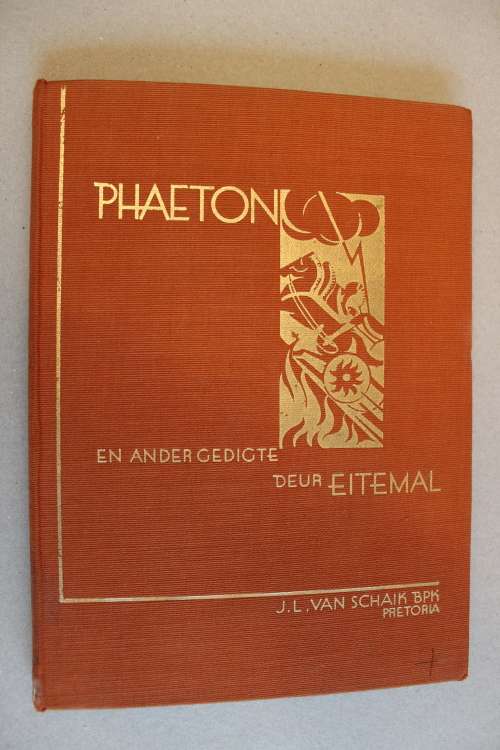 PHAETON
EN ANDER GEDIGTE
DEUR EITEMAL
J.L. VAN SCHAIK BPK
PRETORIA